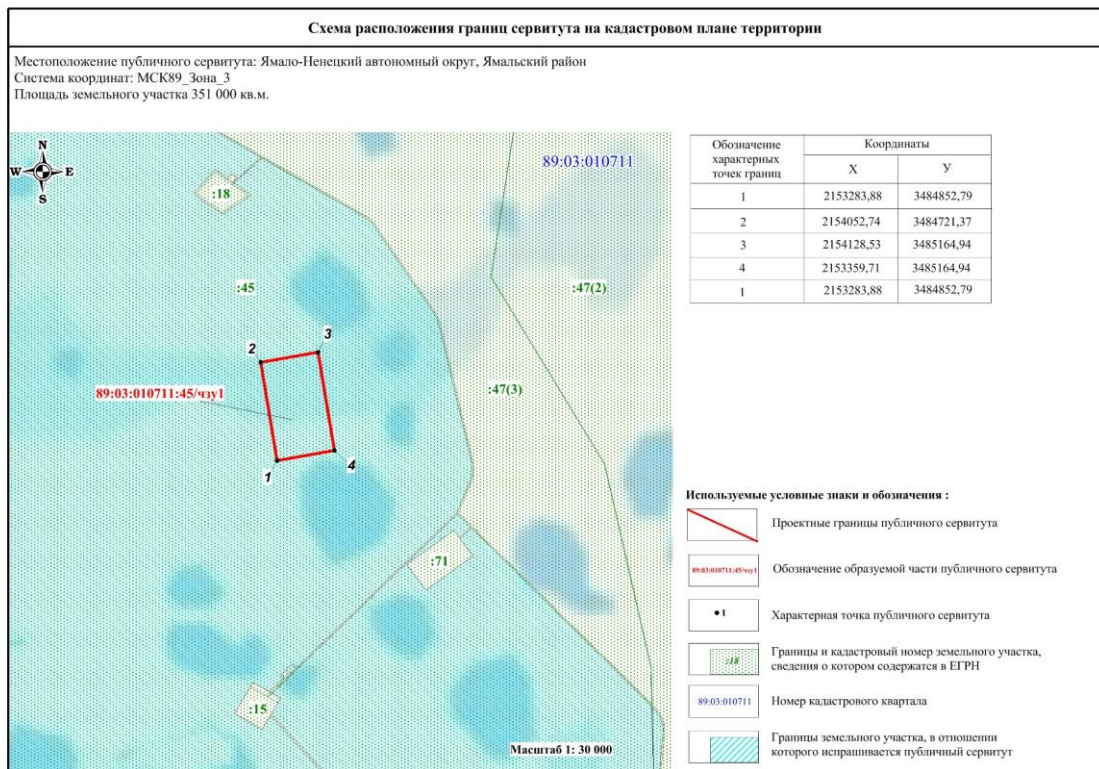 Схема расположения границ сервитута на кадастровом плане территории
Местоположение публичного сервитута: Ямало-Ненецкий автономный округ, Ямальский район
Система координат: МСК89_Зона_3
Площадь земельного участка 351 000 кв.м.
N
W E
S
:18
89:03:010711
:45
:47(2)
2
3
89:03:010711:45/чзу1
:47(3)
1
4
:71
:15
Масштаб 1: 30 000
Обозначение характерных точек границ Координаты
X У
1 2153283,88 3484852,79
2 2154052,74 3484721,37
3 2154128,53 3485164,94
4 2153359,71 3485164,94
1 2153283,88 3484852,79
Используемые условные знаки и обозначения :
Проектные границы публичного сервитута
89:03:010711:45/чзу1 Обозначение образуемой части публичного сервитута
1 Характерная точка публичного сервитута
:18 Границы и кадастровый номер земельного участка,
сведения о котором содержатся в ЕГРН
89:03:010711 Номер кадастрового квартала
Границы земельного участка, в отношении
которого испрашивается публичный сервитут